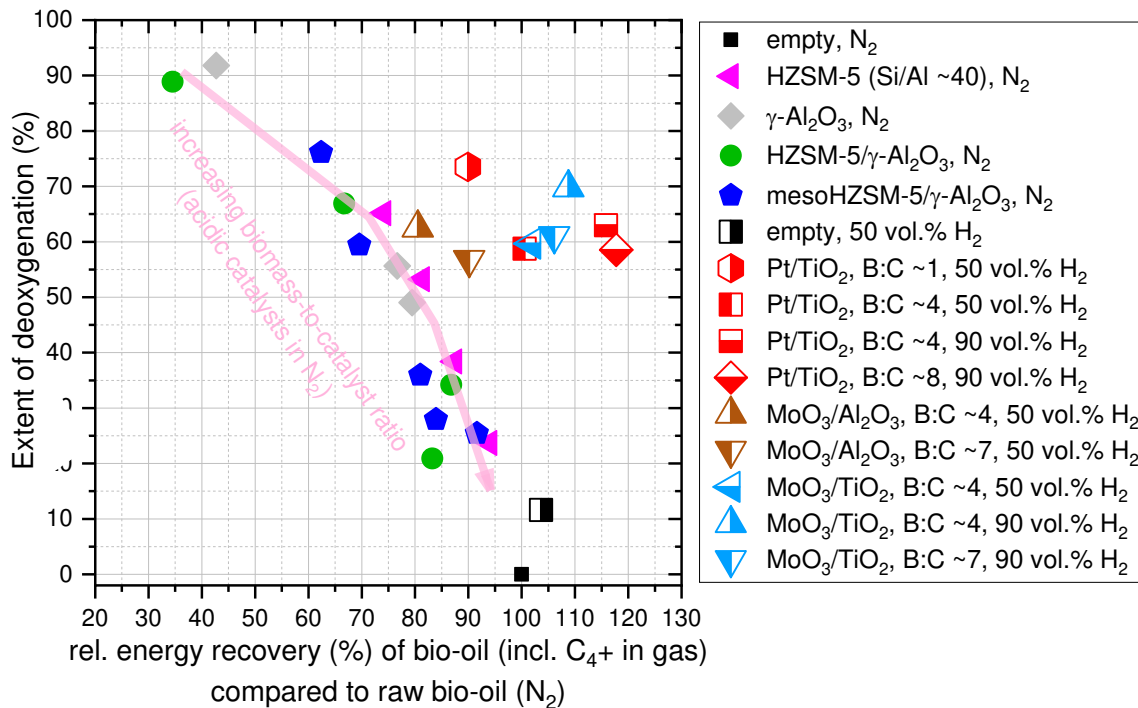 100
90
80
70
60
50
40
0
0
10
0
20 30 40 50 60 70 80 90 100 110 120 130
Extent of deoxygenation (%)
rel. energy recovery (%) of bio-oil (incl. C₄+ in gas)
compared to raw bio-oil (N₂)
increasing biomass-to-catalyst ratio
(acidic catalysts in N₂)
empty, N₂
HZSM-5 (Si/Al ~40), N₂
γ-Al₂O₃, N₂
HZSM-5/γ-Al₂O₃, N₂
mesoHZSM-5/γ-Al₂O₃, N₂
empty, 50 vol.% H₂
Pt/TiO₂, B:C ~1, 50 vol.% H₂
Pt/TiO₂, B:C ~4, 50 vol.% H₂
Pt/TiO₂, B:C ~4, 90 vol.% H₂
Pt/TiO₂, B:C ~8, 90 vol.% H₂
MoO₃/Al₂O₃, B:C ~4, 50 vol.% H₂
MoO₃/Al₂O₃, B:C ~7, 50 vol.% H₂
MoO₃/TiO₂, B:C ~4, 50 vol.% H₂
MoO₃/TiO₂, B:C ~4, 90 vol.% H₂
MoO₃/TiO₂, B:C ~7, 90 vol.% H₂